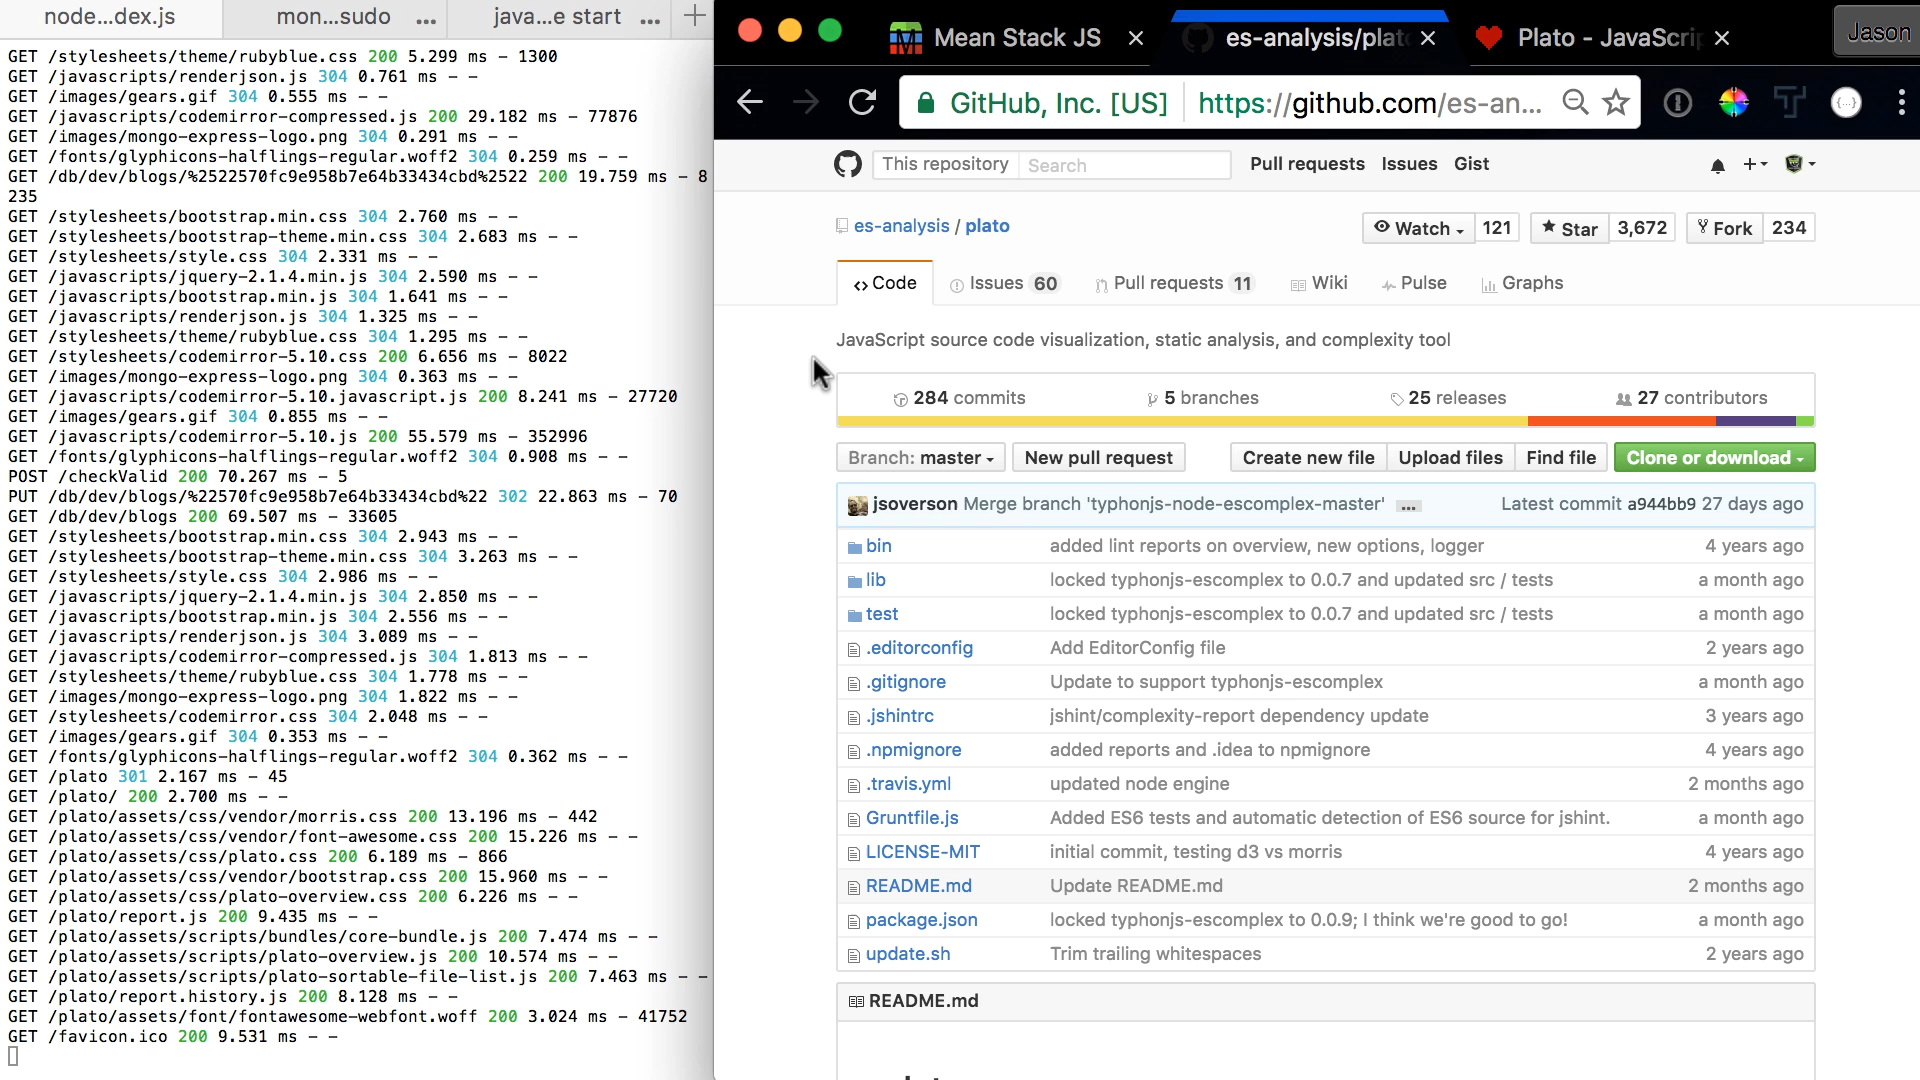 node...dex.js
mon...sudo ...
java...e start ...
GET /stylesheets/theme/rubyblue.css 200 5.299 ms - 1300
GET /javascripts/renderjson.js 304 0.761 ms - -
GET /images/gears.gif 304 0.555 ms - -
GET /javascripts/codemirror-compressed.js 200 29.182 ms - 77876
GET /images/mongo-express-logo.png 304 0.291 ms - -
GET /fonts/glyphicons-halflings-regular.woff2 304 0.259 ms - -
GET /db/dev/blogs/%2522570fc9e958b7e64b33434cbd%2522 200 19.759 ms - 8
235
GET /stylesheets/bootstrap.min.css 304 2.760 ms - -
GET /stylesheets/bootstrap-theme.min.css 304 2.683 ms - -
GET /stylesheets/style.css 304 2.331 ms - -
GET /javascripts/jquery-2.1.4.min.js 304 2.590 ms - -
GET /javascripts/bootstrap.min.js 304 1.641 ms - -
GET /javascripts/renderjson.js 304 1.325 ms - -
GET /stylesheets/theme/rubyblue.css 304 1.295 ms - -
GET /stylesheets/codemirror-5.10.css 200 6.656 ms - 8022
GET /images/mongo-express-logo.png 304 0.363 ms - -
GET /javascripts/codemirror-5.10.javascript.js 200 8.241 ms - 27720
GET /images/gears.gif 304 0.855 ms - -
GET /javascripts/codemirror-5.10.js 200 55.579 ms - 352996
GET /fonts/glyphicons-halflings-regular.woff2 304 0.908 ms - -
POST /checkValid 200 70.267 ms - 5
PUT /db/dev/blogs/%22570fc9e958b7e64b33434cbd%22 302 22.863 ms - 70
GET /db/dev/blogs 200 69.507 ms - 33605
GET /stylesheets/bootstrap.min.css 304 2.943 ms - -
GET /stylesheets/bootstrap-theme.min.css 304 3.263 ms - -
GET /stylesheets/style.css 304 2.986 ms - -
GET /javascripts/jquery-2.1.4.min.js 304 2.850 ms - -
GET /javascripts/bootstrap.min.js 304 2.556 ms - -
GET /javascripts/renderjson.js 304 3.089 ms - -
GET /javascripts/codemirror-compressed.js 304 1.813 ms - -
GET /stylesheets/theme/rubyblue.css 304 1.778 ms - -
GET /images/mongo-express-logo.png 304 1.822 ms - -
GET /stylesheets/codemirror.css 304 2.048 ms - -
GET /images/gears.gif 304 0.353 ms - -
GET /fonts/glyphicons-halflings-regular.woff2 304 0.362 ms - -
GET /plato 301 2.167 ms - 45
GET /plato/ 200 2.700 ms - -
GET /plato/assets/css/vendor/morris.css 200 13.196 ms - 442
GET /plato/assets/css/vendor/font-awesome.css 200 15.226 ms - -
GET /plato/assets/css/plato.css 200 6.189 ms - 866
GET /plato/assets/css/vendor/bootstrap.css 200 15.960 ms - -
GET /plato/assets/css/plato-overview.css 200 6.226 ms - -
GET /plato/report.js 200 9.435 ms - -
GET /plato/assets/scripts/bundles/core-bundle.js 200 7.474 ms - -
GET /plato/assets/scripts/plato-overview.js 200 10.574 ms - -
GET /plato/assets/scripts/plato-sortable-file-list.js 200 7.463 ms - -
GET /plato/report.history.js 200 8.128 ms - -
GET /plato/assets/font/fontawesome-webfont.woff 200 3.024 ms - 41752
GET /favicon.ico 200 9.531 ms - -
Mean Stack JS
es-analysis/plat
Plato - JavaScrip
Jason
GitHub, Inc. [US] https://github.com/es-an...
This repository Search Pull requests Issues Gist
es-analysis / plato
Watch 121 Star 3,672 Fork 234
Code Issues 60 Pull requests 11 Wiki Pulse Graphs
JavaScript source code visualization, static analysis, and complexity tool
284 commits 5 branches 25 releases 27 contributors
Branch: master New pull request Create new file Upload files Find file Clone or download
jsoverson Merge branch 'typhonjs-node-escomplex-master' ... Latest commit a944bb9 27 days ago
bin added lint reports on overview, new options, logger 4 years ago
lib locked typhonjs-escomplex to 0.0.7 and updated src / tests a month ago
test locked typhonjs-escomplex to 0.0.7 and updated src / tests a month ago
.editorconfig Add EditorConfig file 2 years ago
.gitignore Update to support typhonjs-escomplex a month ago
.jshintrc jshint/complexity-report dependency update 3 years ago
.npmignore added reports and .idea to npmignore 4 years ago
.travis.yml updated node engine 2 months ago
Gruntfile.js Added ES6 tests and automatic detection of ES6 source for jshint. a month ago
LICENSE-MIT initial commit, testing d3 vs morris 4 years ago
README.md Update README.md 2 months ago
package.json locked typhonjs-escomplex to 0.0.9; I think we're good to go! a month ago
update.sh Trim trailing whitespaces 2 years ago
README.md